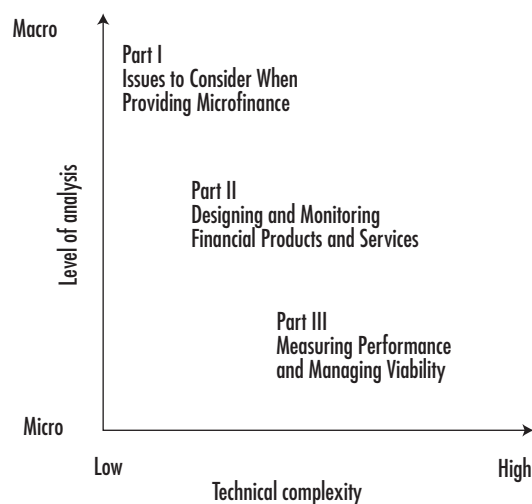 Macro
Part I
Issues to Consider When
Providing Microfinance
Level of analysis
Part II
Designing and Monitoring
Financial Products and Services
Part III
Measuring Performance
and Managing Viability
Micro
Low
High
Technical complexity